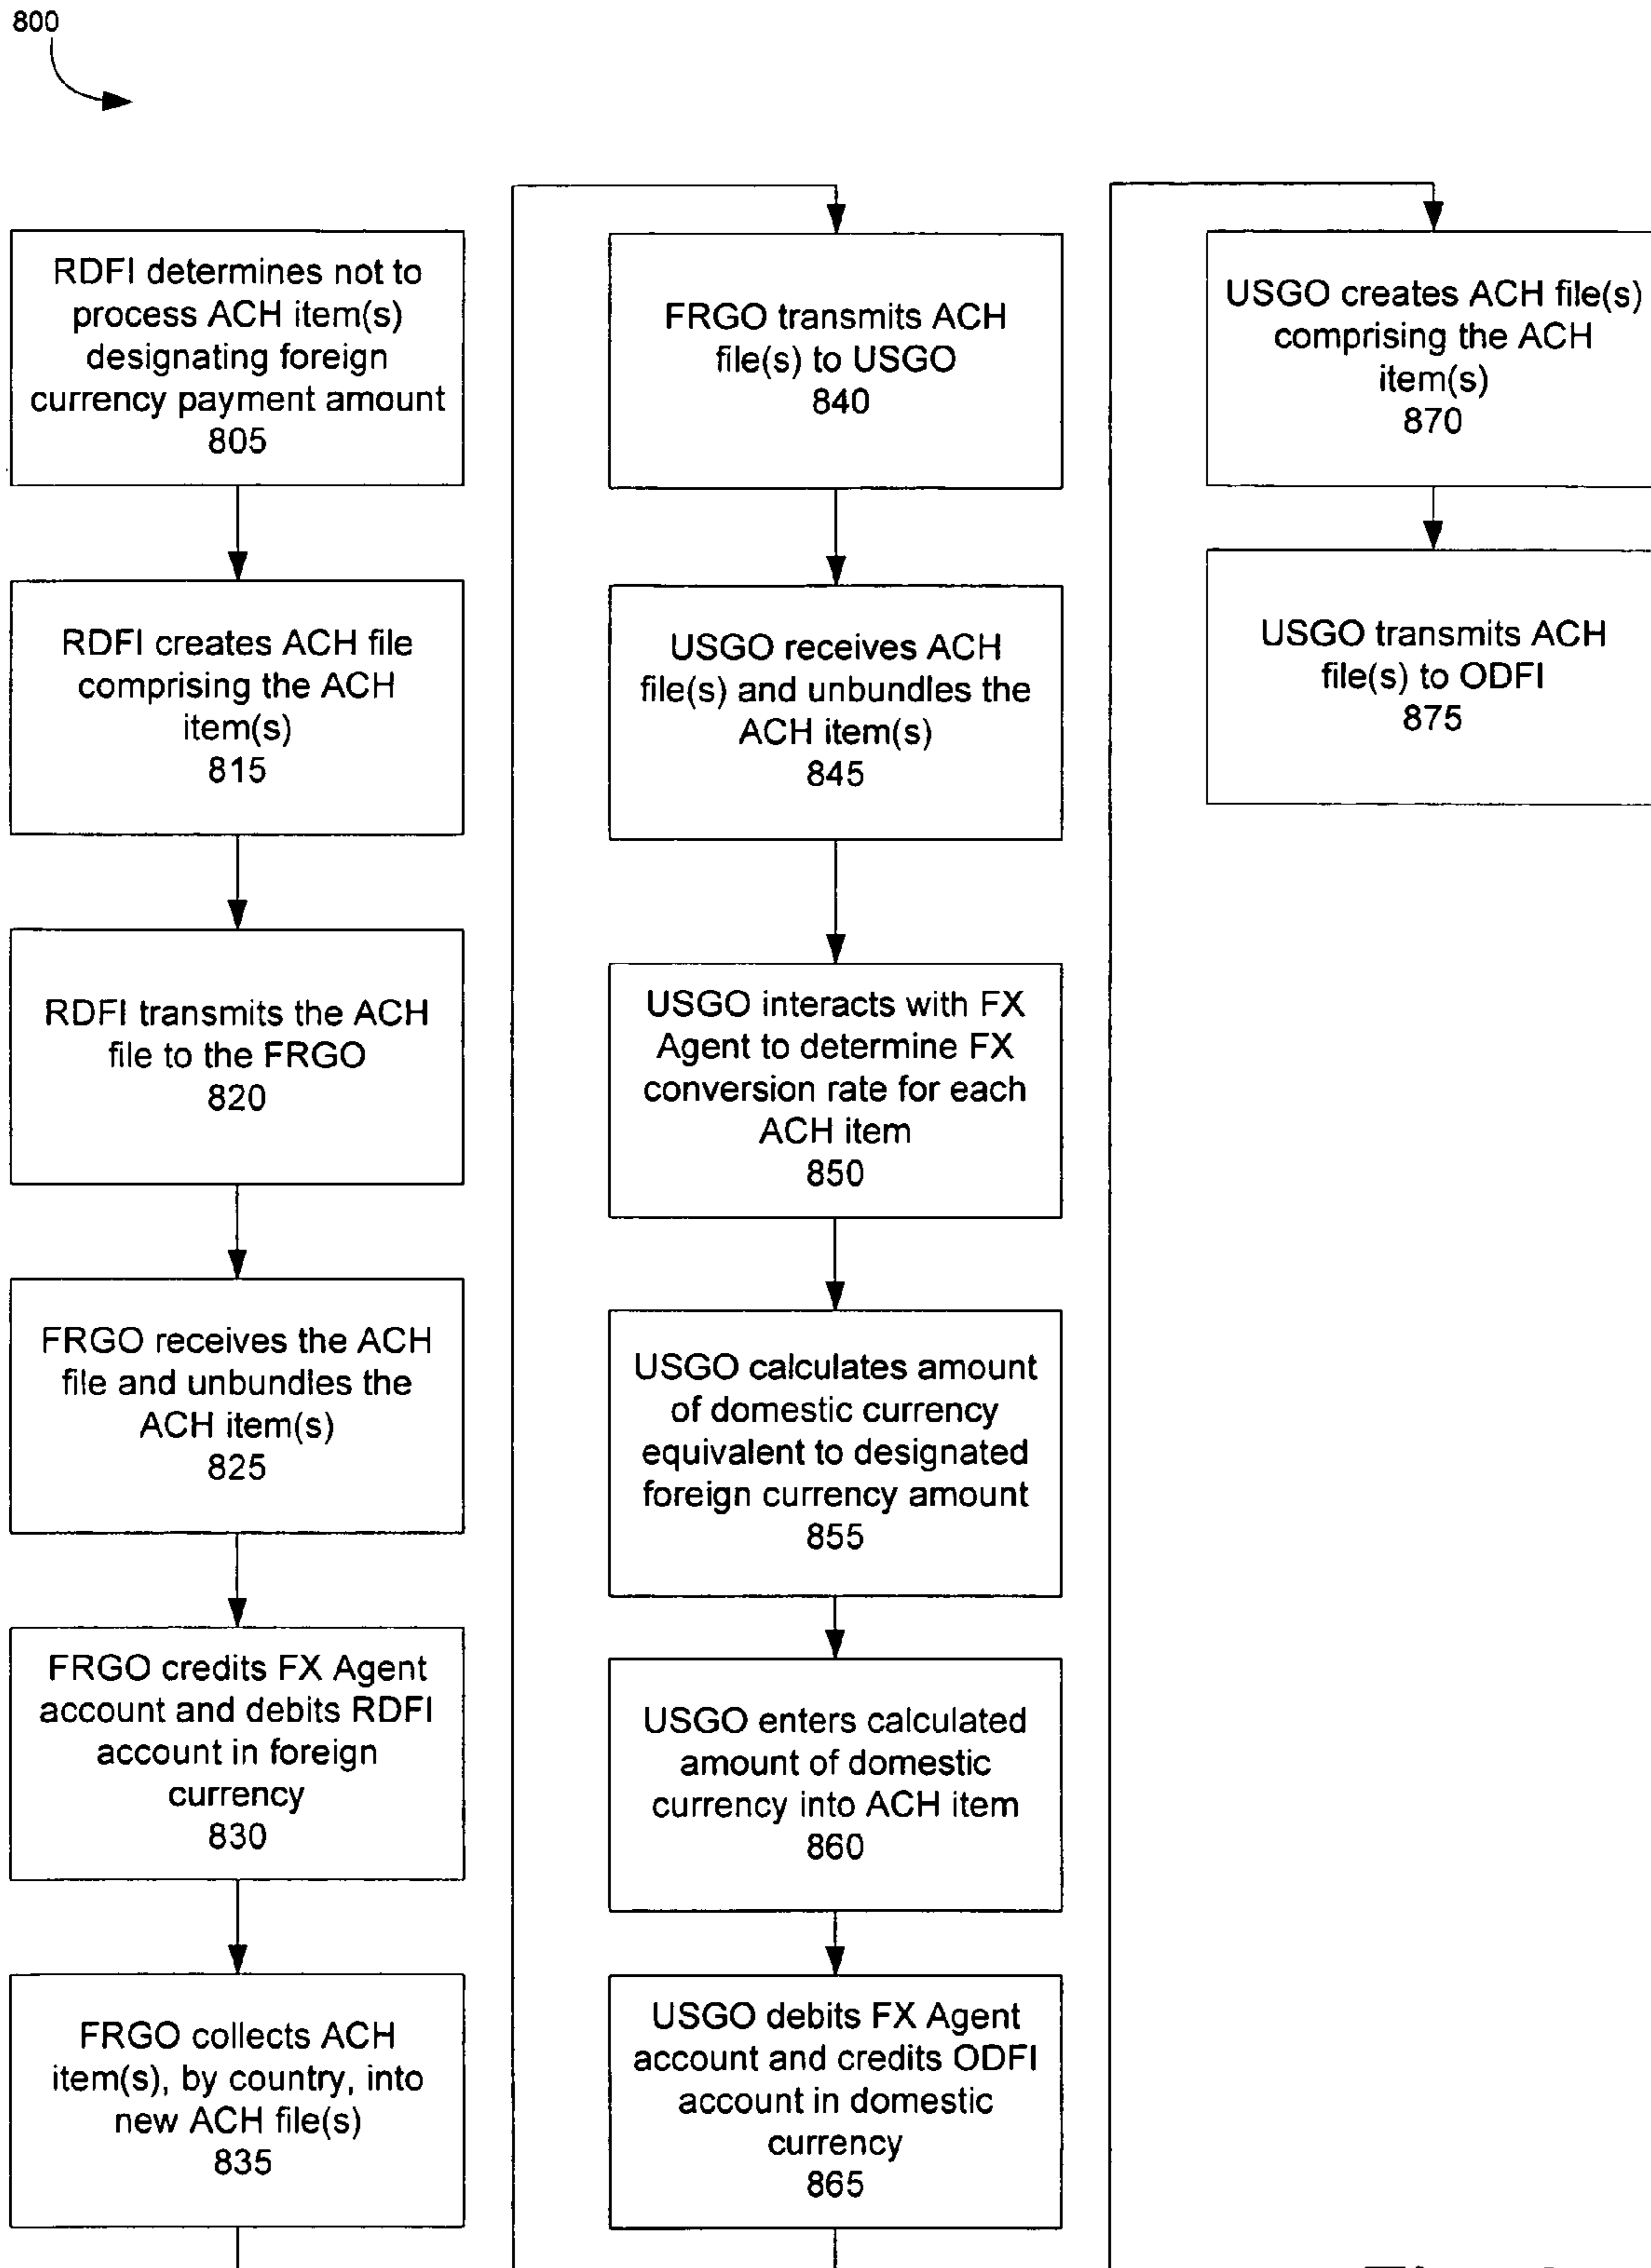 800
RDFI determines not to
process ACH item(s)
designating foreign
currency payment amount
805
RDFI creates ACH file
comprising the ACH
item(s)
815
RDFI transmits the ACH
file to the FRGO
820
FRGO receives the ACH
file and unbundles the
ACH item(s)
825
FRGO credits FX Agent
account and debits RDFI
account in foreign
currency
830
FRGO collects ACH
item(s), by country, into
new ACH file(s)
835
FRGO transmits ACH
file(s) to USGO
840
USGO receives ACH
file(s) and unbundles the
ACH item(s)
845
USGO interacts with FX
Agent to determine FX
conversion rate for each
ACH item
850
USGO calculates amount
of domestic currency
equivalent to designated
foreign currency amount
855
USGO enters calculated
amount of domestic
currency into ACH item
860
USGO debits FX Agent
account and credits ODFI
account in domestic
currency
865
USGO creates ACH file(s)
comprising the ACH
item(s)
870
USGO transmits ACH
file(s) to ODFI
875